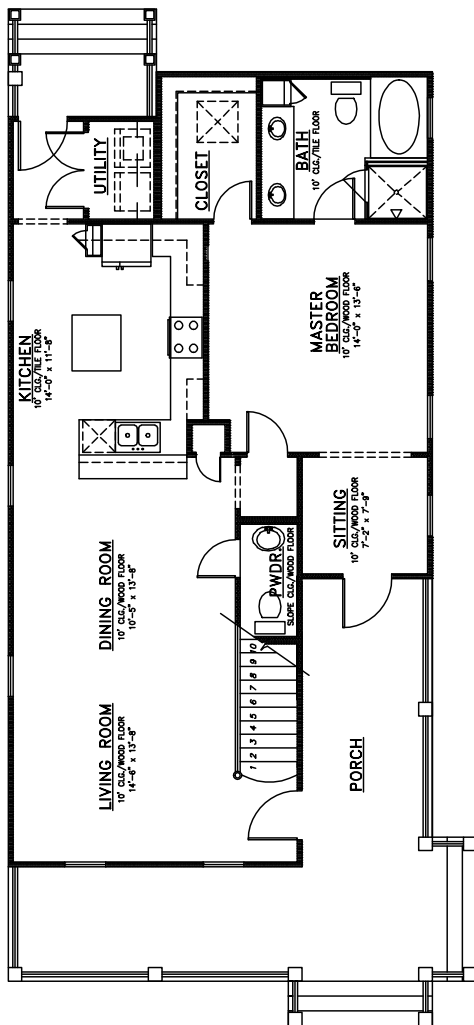 UTILITY
CLOSET
BATH
10' CLG./TILE FLOOR
KITCHEN
10' CLG./TILE FLOOR
14'-0" x 11'-8"
MASTER
BEDROOM
10' CLG./WOOD FLOOR
14'-0" x 13'-6"
SITTING
10' CLG./WOOD FLOOR
7'-2" x 7'-9"
PWDR.
SLOPE CLG./WOOD FLOOR
DINING ROOM
10' CLG./WOOD FLOOR
10'-5" x 13'-8"
LIVING ROOM
10' CLG./WOOD FLOOR
14'-6" x 13'-8"
1 2 3 4 5 6 7 8 9 10
PORCH